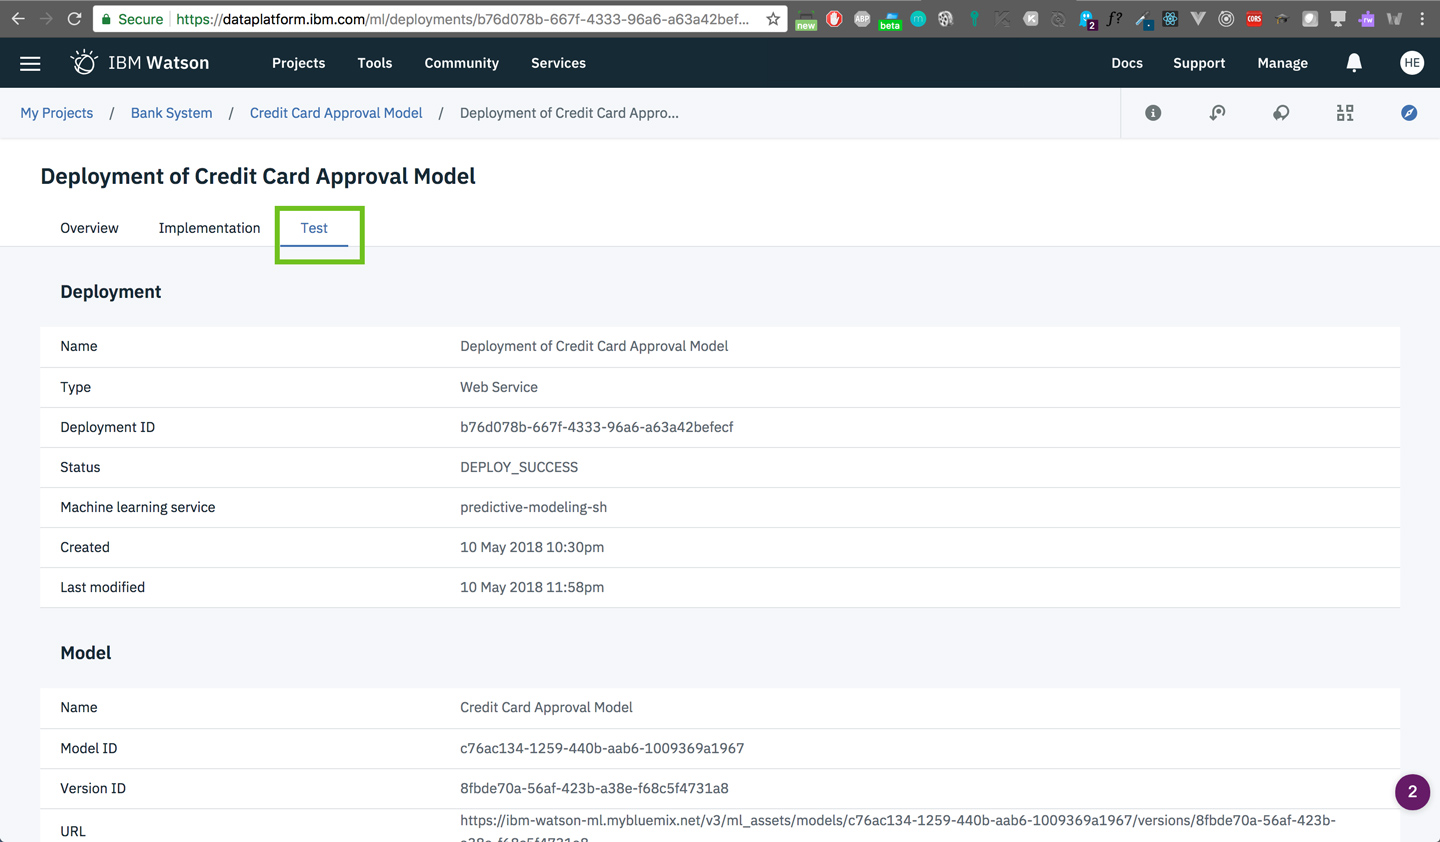 Secure https://dataplatform.ibm.com/ml/deployments/b76d078b-667f-4333-96a6-a63a42bef...
new ABP beta m K 2 f? CORS rw W
IBM Watson Projects Tools Community Services Docs Support Manage HE
My Projects / Bank System / Credit Card Approval Model / Deployment of Credit Card Appro...
Deployment of Credit Card Approval Model
Overview Implementation Test
Deployment
Name Deployment of Credit Card Approval Model
Type Web Service
Deployment ID b76d078b-667f-4333-96a6-a63a42befecf
Status DEPLOY_SUCCESS
Machine learning service predictive-modeling-sh
Created 10 May 2018 10:30pm
Last modified 10 May 2018 11:58pm
Model
Name Credit Card Approval Model
Model ID c76ac134-1259-440b-aab6-1009369a1967
Version ID 8fbde70a-56af-423b-a38e-f68c5f4731a8
2
URL https://ibm-watson-ml.mybluemix.net/v3/ml_assets/models/c76ac134-1259-440b-aab6-1009369a1967/versions/8fbde70a-56af-423b-
a38e-f68c5f4731a8